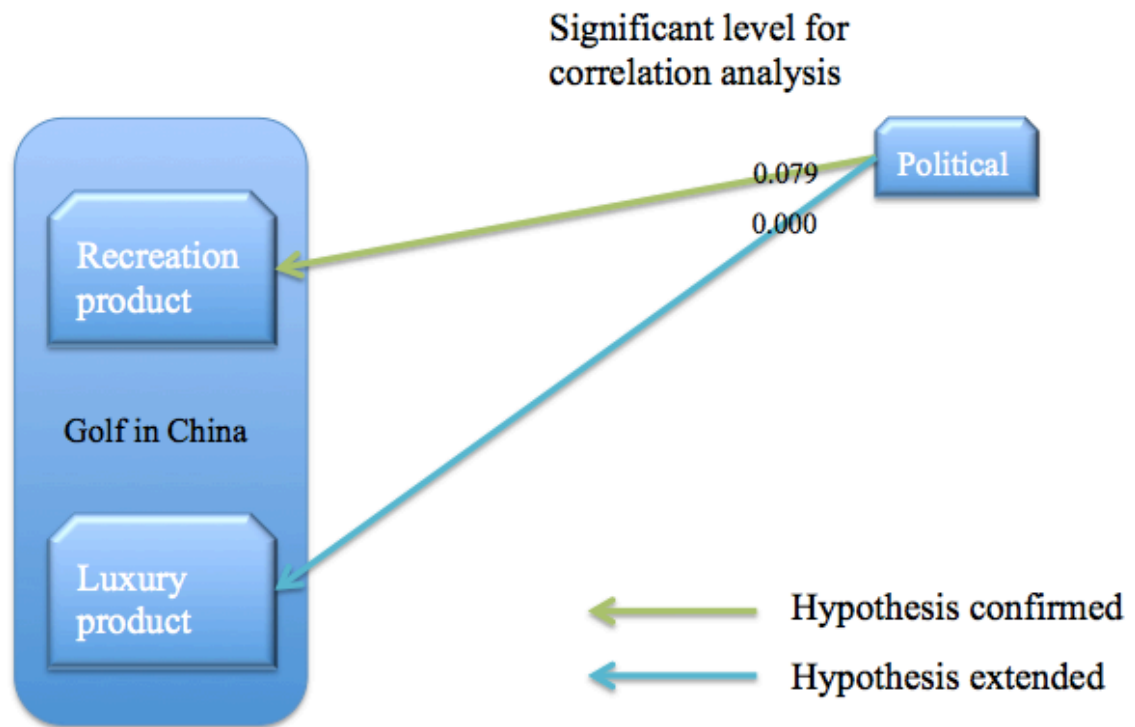 Significant level for
correlation analysis
Political
0.079
0.000
Recreation
product
Golf in China
Luxury
product
Hypothesis confirmed
Hypothesis extended